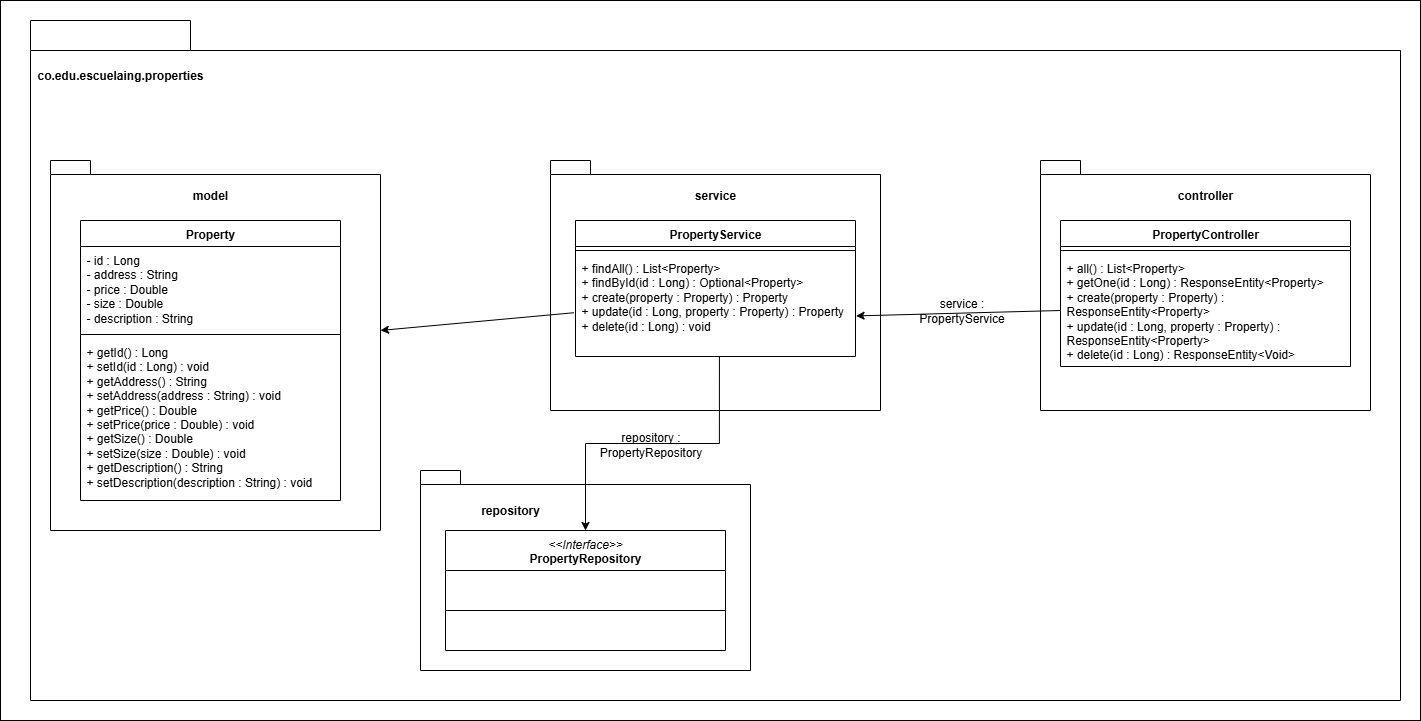 co.edu.escuelaing.properties
model
Property
- id : Long
- address : String
- price : Double
- size : Double
- description : String
+ getId() : Long
+ setId(id : Long) : void
+ getAddress() : String
+ setAddress(address : String) : void
+ getPrice() : Double
+ setPrice(price : Double) : void
+ getSize() : Double
+ setSize(size : Double) : void
+ getDescription() : String
+ setDescription(description : String) : void
service
PropertyService
+ findAll() : List<Property>
+ findById(id : Long) : Optional<Property>
+ create(property : Property) : Property
+ update(id : Long, property : Property) : Property
+ delete(id : Long) : void
service :
PropertyService
controller
PropertyController
+ all() : List<Property>
+ getOne(id : Long) : ResponseEntity<Property>
+ create(property : Property) :
ResponseEntity<Property>
+ update(id : Long, property : Property) :
ResponseEntity<Property>
+ delete(id : Long) : ResponseEntity<Void>
repository :
PropertyRepository
repository
<<Interface>>
PropertyRepository